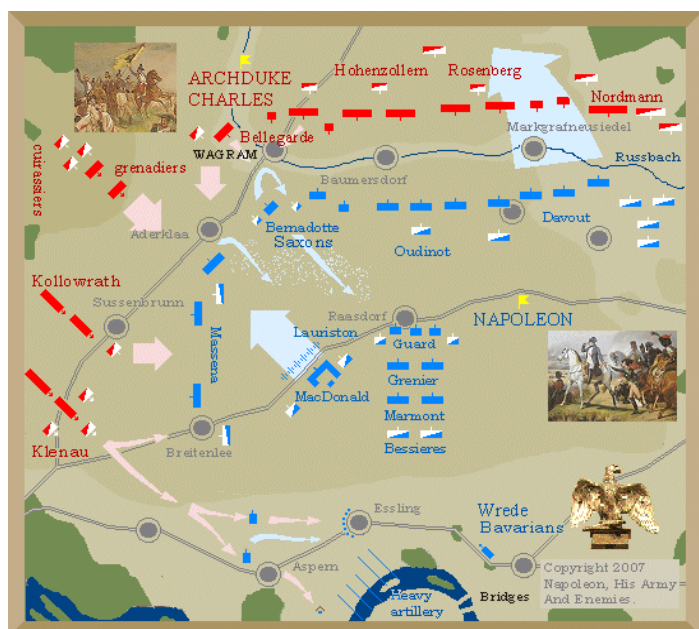 Hohenzollern
Rosenberg
ARCHDUKE
CHARLES
Nordmann
Bellegarde
WAGRAM
Markgrafneusiedel
Russbach
cuirassiers
grenadiers
Baumersdorf
Aderklaa
Bernadotte
Saxons
Davout
Oudinot
Kollowrath
Sussenbrunn
Massena
Lauriston
Raasdorf
NAPOLEON
Guard
Grenier
MacDonald
Marmont
Bessieres
Klenau
Breitenlee
Essling
Wrede
Bavarians
Aspern
Heavy
artillery
Bridges
Copyright 2007
Napoleon, His Army
And Enemies.